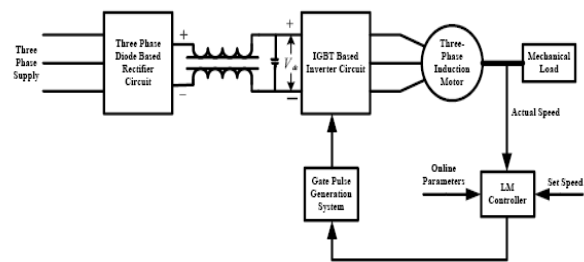 Three
Phase
Supply
Three Phase
Diode Based
Rectifier
Circuit
+
−
+
V_dc
−
IGBT Based
Inverter Circuit
Three-
Phase
Induction
Motor
Mechanical
Load
Actual Speed
Gate Pulse
Generation
System
Online
Parameters
LM
Controller
Set Speed